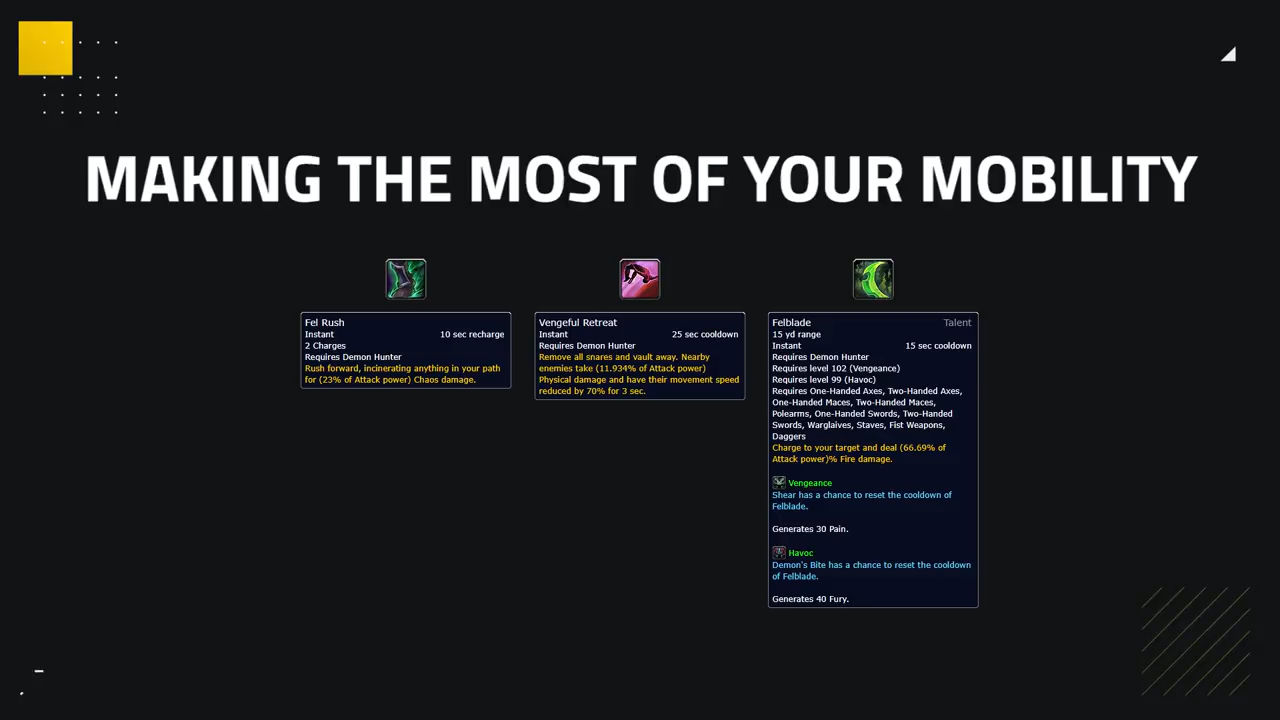 MAKING THE MOST OF YOUR MOBILITY
Fel Rush
Instant 10 sec recharge
2 Charges
Requires Demon Hunter
Rush forward, incinerating anything in your path
for (23% of Attack power) Chaos damage.
Vengeful Retreat
Instant 25 sec cooldown
Requires Demon Hunter
Remove all snares and vault away. Nearby
enemies take (11.934% of Attack power)
Physical damage and have their movement speed
reduced by 70% for 3 sec.
Felblade Talent
15 yd range
Instant 15 sec cooldown
Requires Demon Hunter
Requires level 102 (Vengeance)
Requires level 99 (Havoc)
Requires One-Handed Axes, Two-Handed Axes,
One-Handed Maces, Two-Handed Maces,
Polearms, One-Handed Swords, Two-Handed
Swords, Warglaives, Staves, Fist Weapons,
Daggers
Charge to your target and deal (66.69% of
Attack power)% Fire damage.
Vengeance
Shear has a chance to reset the cooldown of
Felblade.
Generates 30 Pain.
Havoc
Demon's Bite has a chance to reset the cooldown
of Felblade.
Generates 40 Fury.